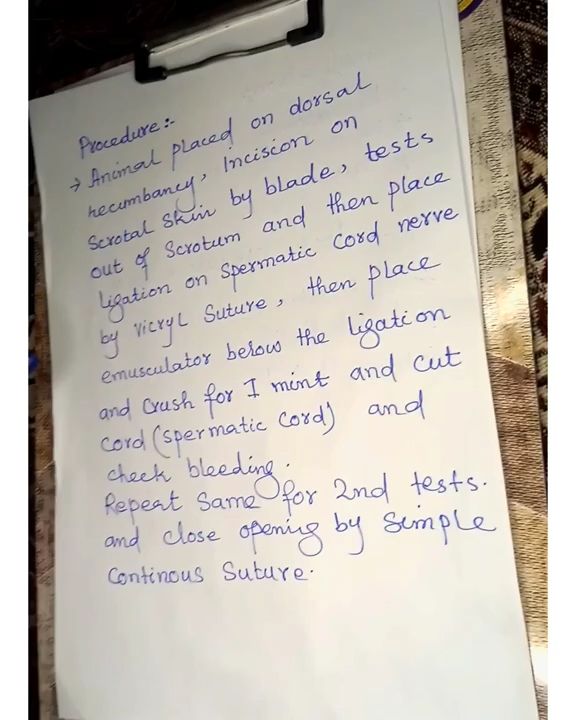 Procedure:-
→ Animal placed on dorsal
recumbancy, Incision on
Scrotal Skin by blade, tests
out of Scrotum and then place
Ligation on Spermatic Cord nerve
by vicryl Suture, then place
emusculator below the ligation
and Crush for I mint and cut
Cord (spermatic Cord) and
check bleeding.
Repeat Same for 2nd tests.
and close opening by Simple
Continous Suture.